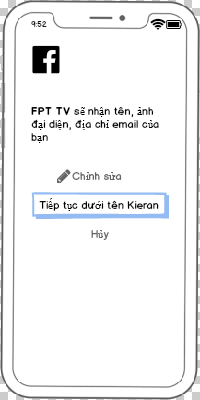 9:52
FPT TV sẽ nhận tên, ảnh
đại diện, địa chỉ email của
bạn
Chỉnh sửa
Tiếp tục dưới tên Kieran
Hủy